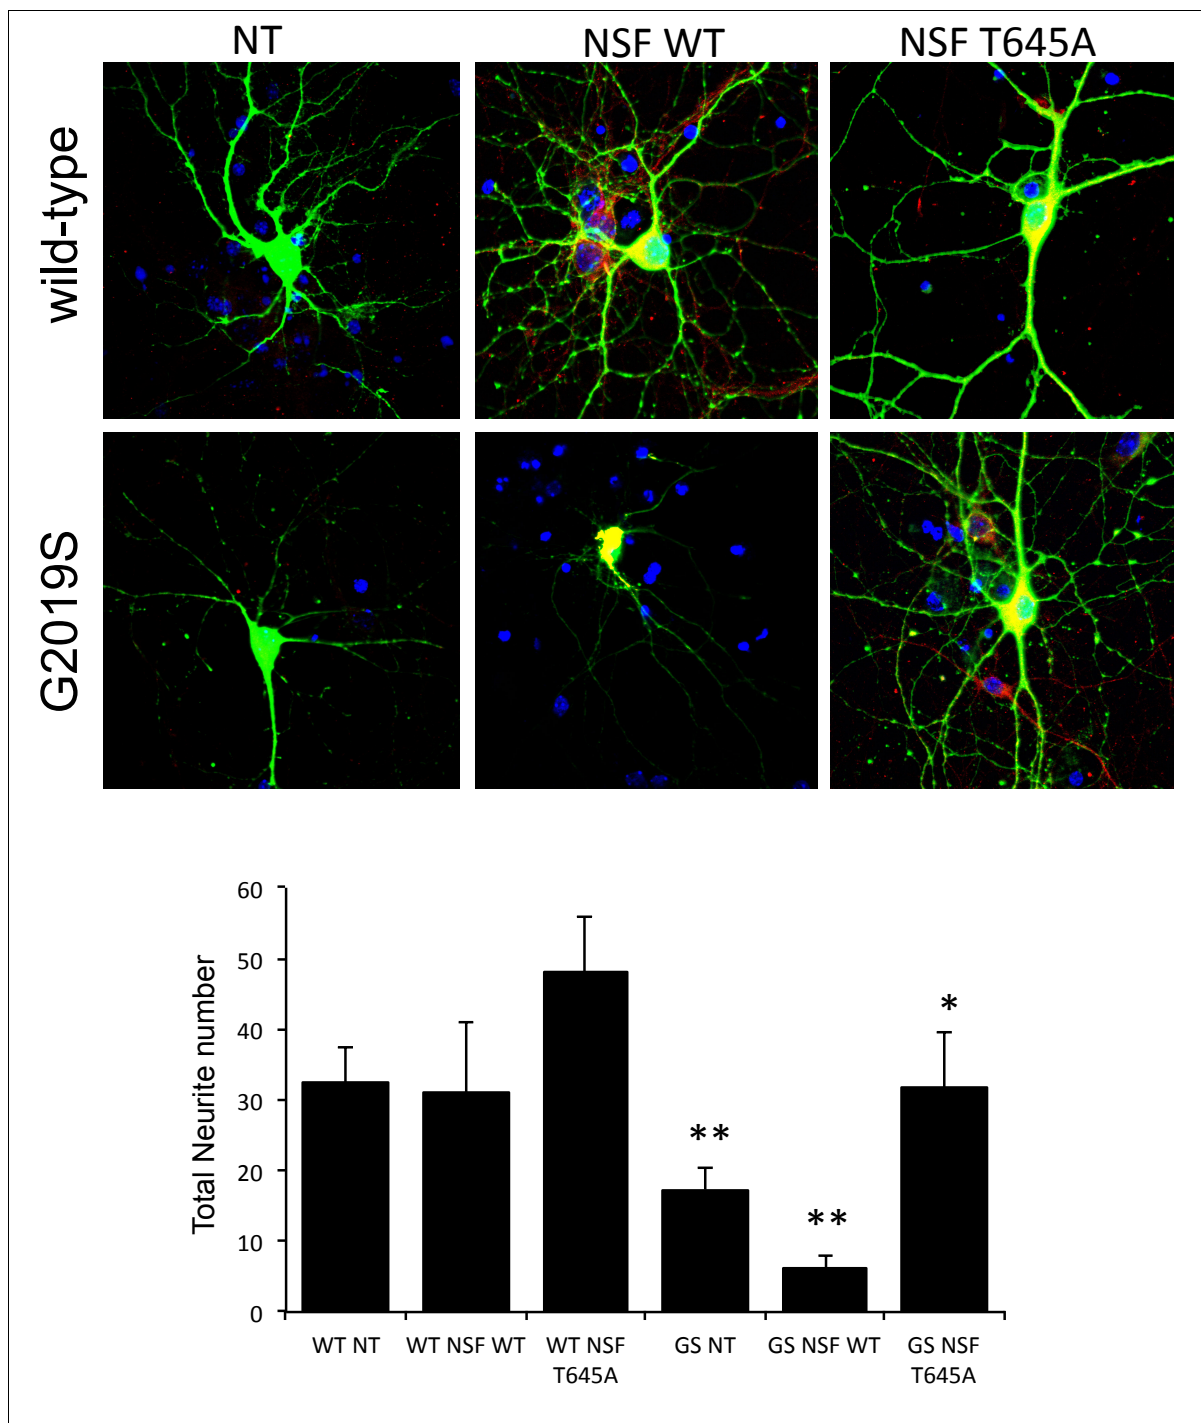 NT
NSF WT
NSF T645A
wild-type
G2019S
Total Neurite number
60
50
40
30
20
10
0
**
**
*
WT NT
WT NSF WT
WT NSF
T645A
GS NT
GS NSF WT
GS NSF
T645A